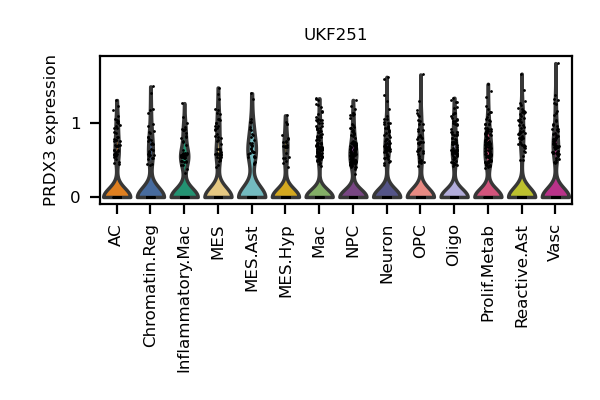 UKF251
PRDX3 expression
1
0
AC
Chromatin.Reg
Inflammatory.Mac
MES
MES.Ast
MES.Hyp
Mac
NPC
Neuron
OPC
Oligo
Prolif.Metab
Reactive.Ast
Vasc